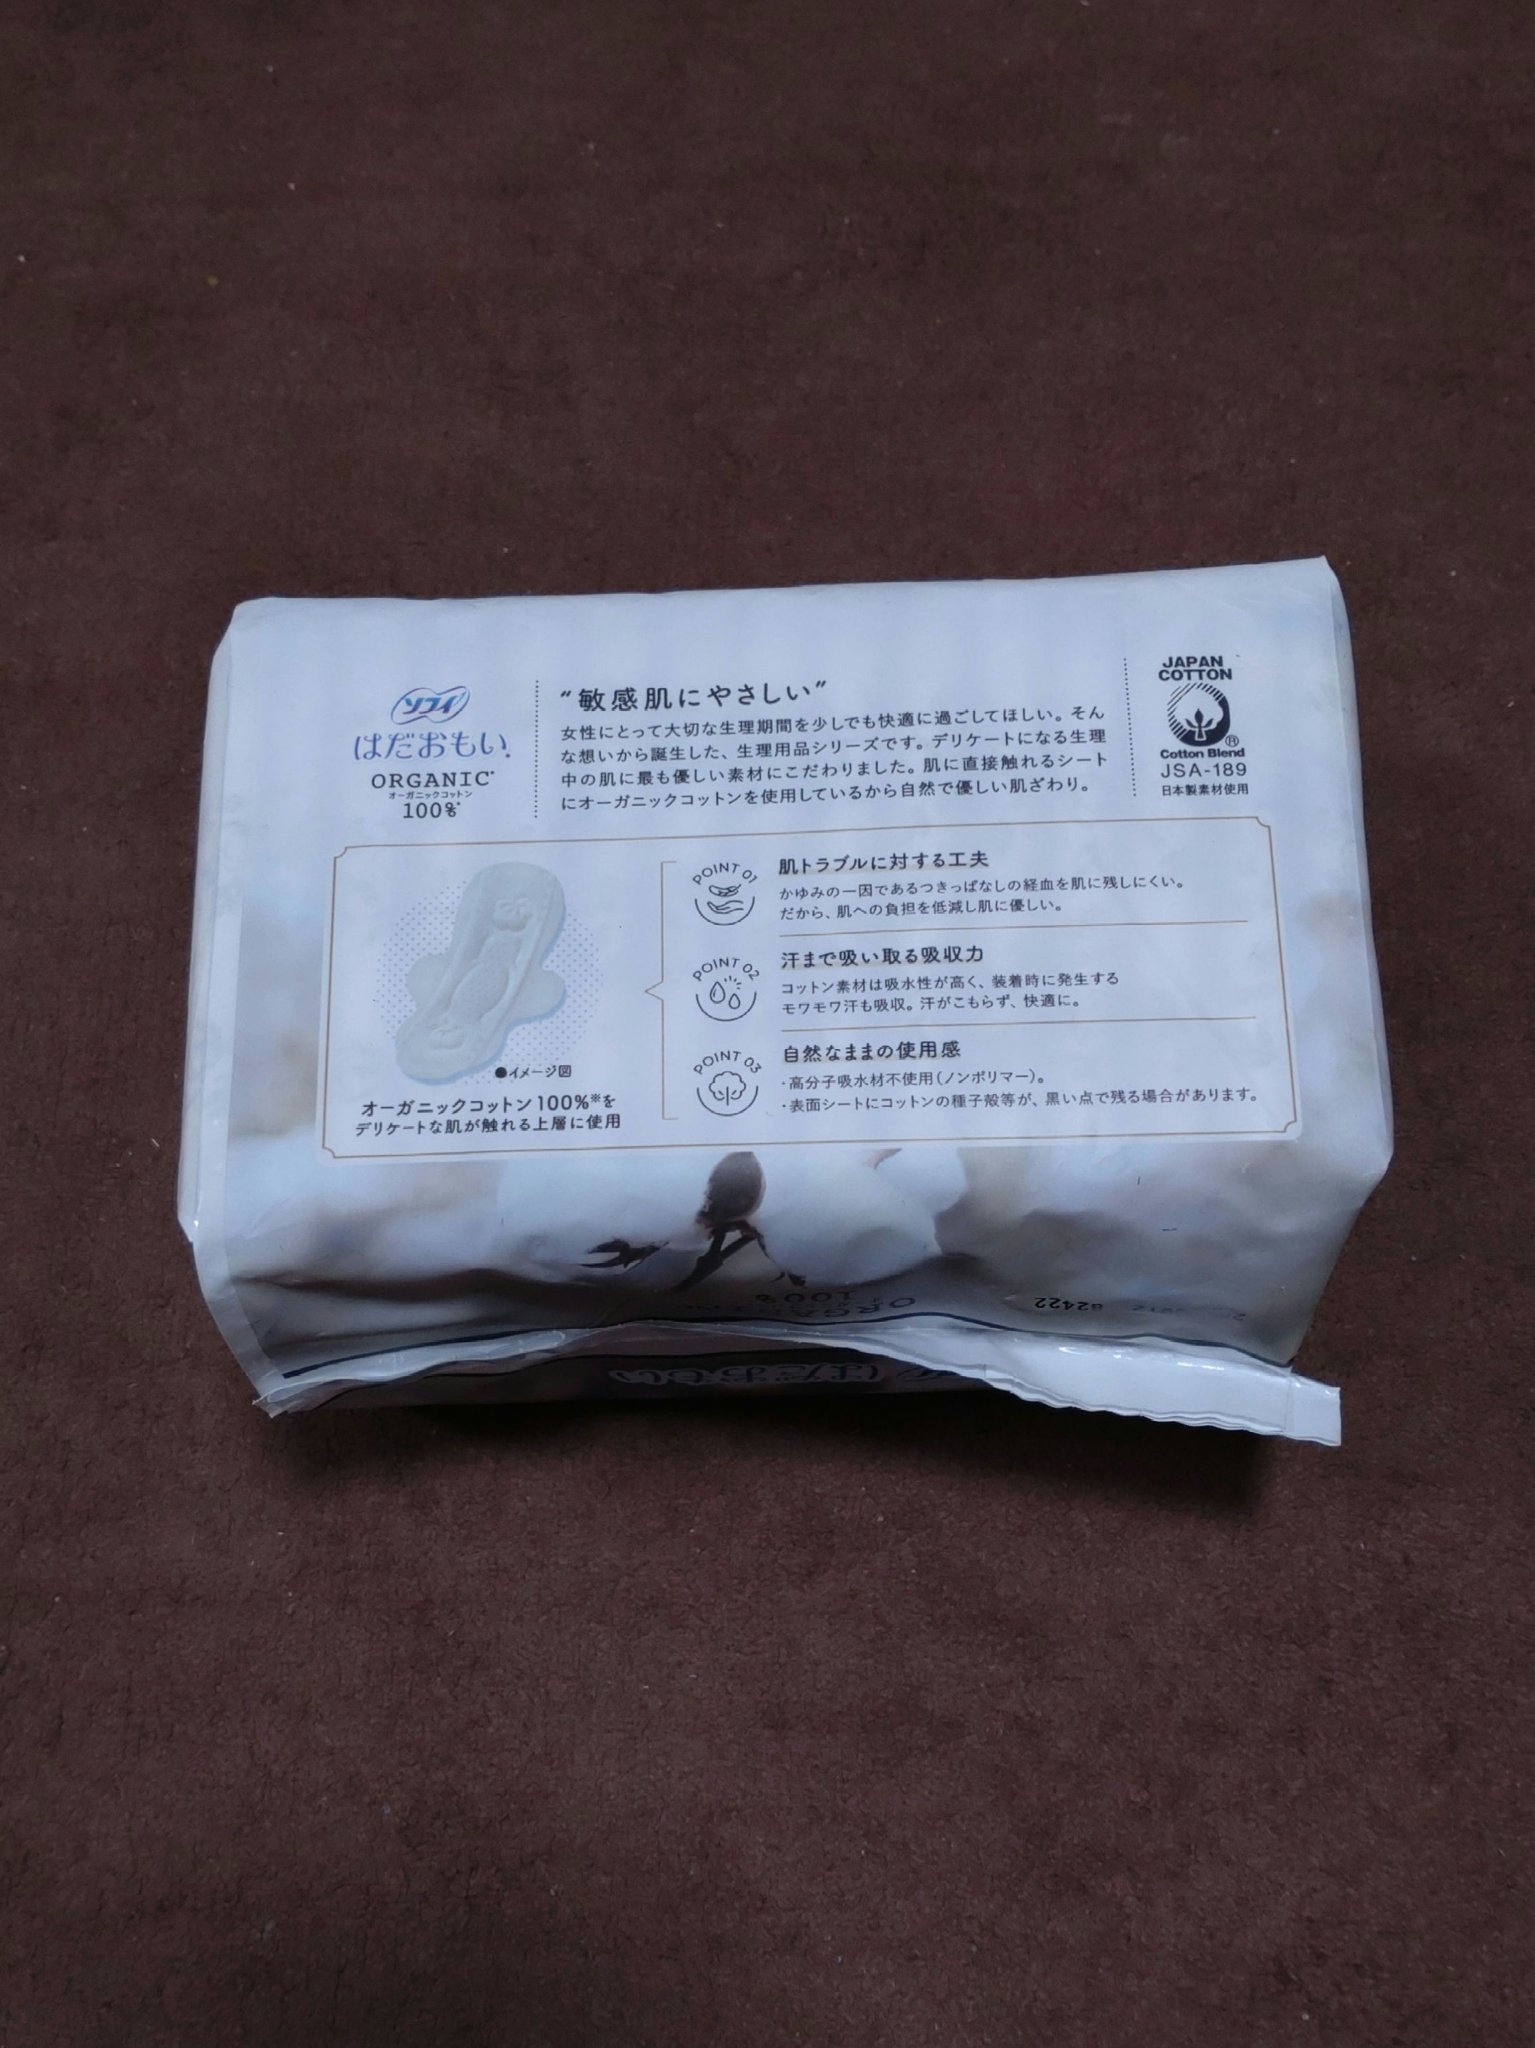 ソフィ
はだおもい®
ORGANIC※
オーガニックコットン
100%※
“敏感肌にやさしい”
女性にとって大切な生理期間を少しでも快適に過ごしてほしい。そん
な想いから誕生した、生理用品シリーズです。デリケートになる生理
中の肌に最も優しい素材にこだわりました。肌に直接触れるシート
にオーガニックコットンを使用しているから自然で優しい肌ざわり。
JAPAN
COTTON
®
Cotton Blend
JSA-189
日本製素材使用
●イメージ図
オーガニックコットン100%※を
デリケートな肌が触れる上層に使用
POINT 01
肌トラブルに対する工夫
かゆみの一因であるつきっぱなしの経血を肌に残しにくい。
だから、肌への負担を低減し肌に優しい。
POINT 02
汗まで吸い取る吸収力
コットン素材は吸水性が高く、装着時に発生する
モワモワ汗も吸収。汗がこもらず、快適に。
POINT 03
自然なままの使用感
・高分子吸水材不使用(ノンポリマー)。
・表面シートにコットンの種子殻等が、黒い点で残る場合があります。
100%
ORGANIC
82422
はだおもい